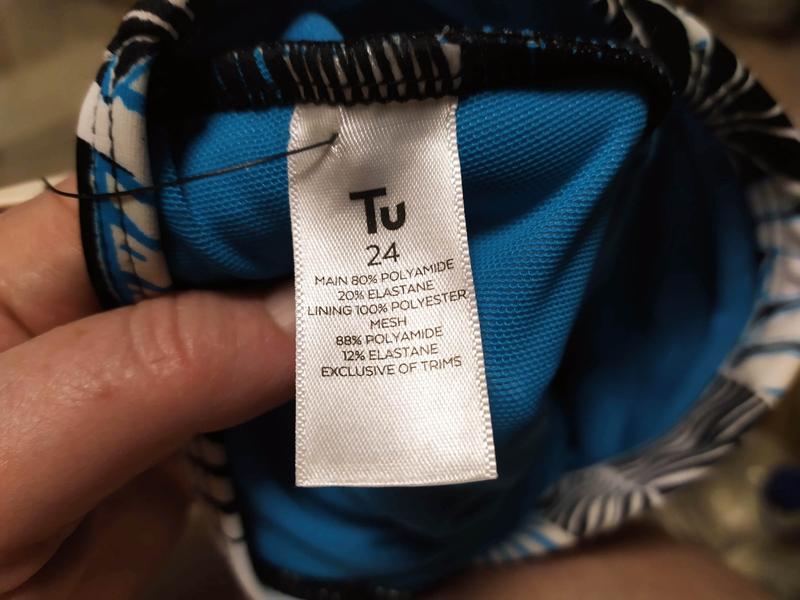 Tu
24
MAIN 80% POLYAMIDE
20% ELASTANE
LINING 100% POLYESTER
MESH
88% POLYAMIDE
12% ELASTANE
EXCLUSIVE OF TRIMS